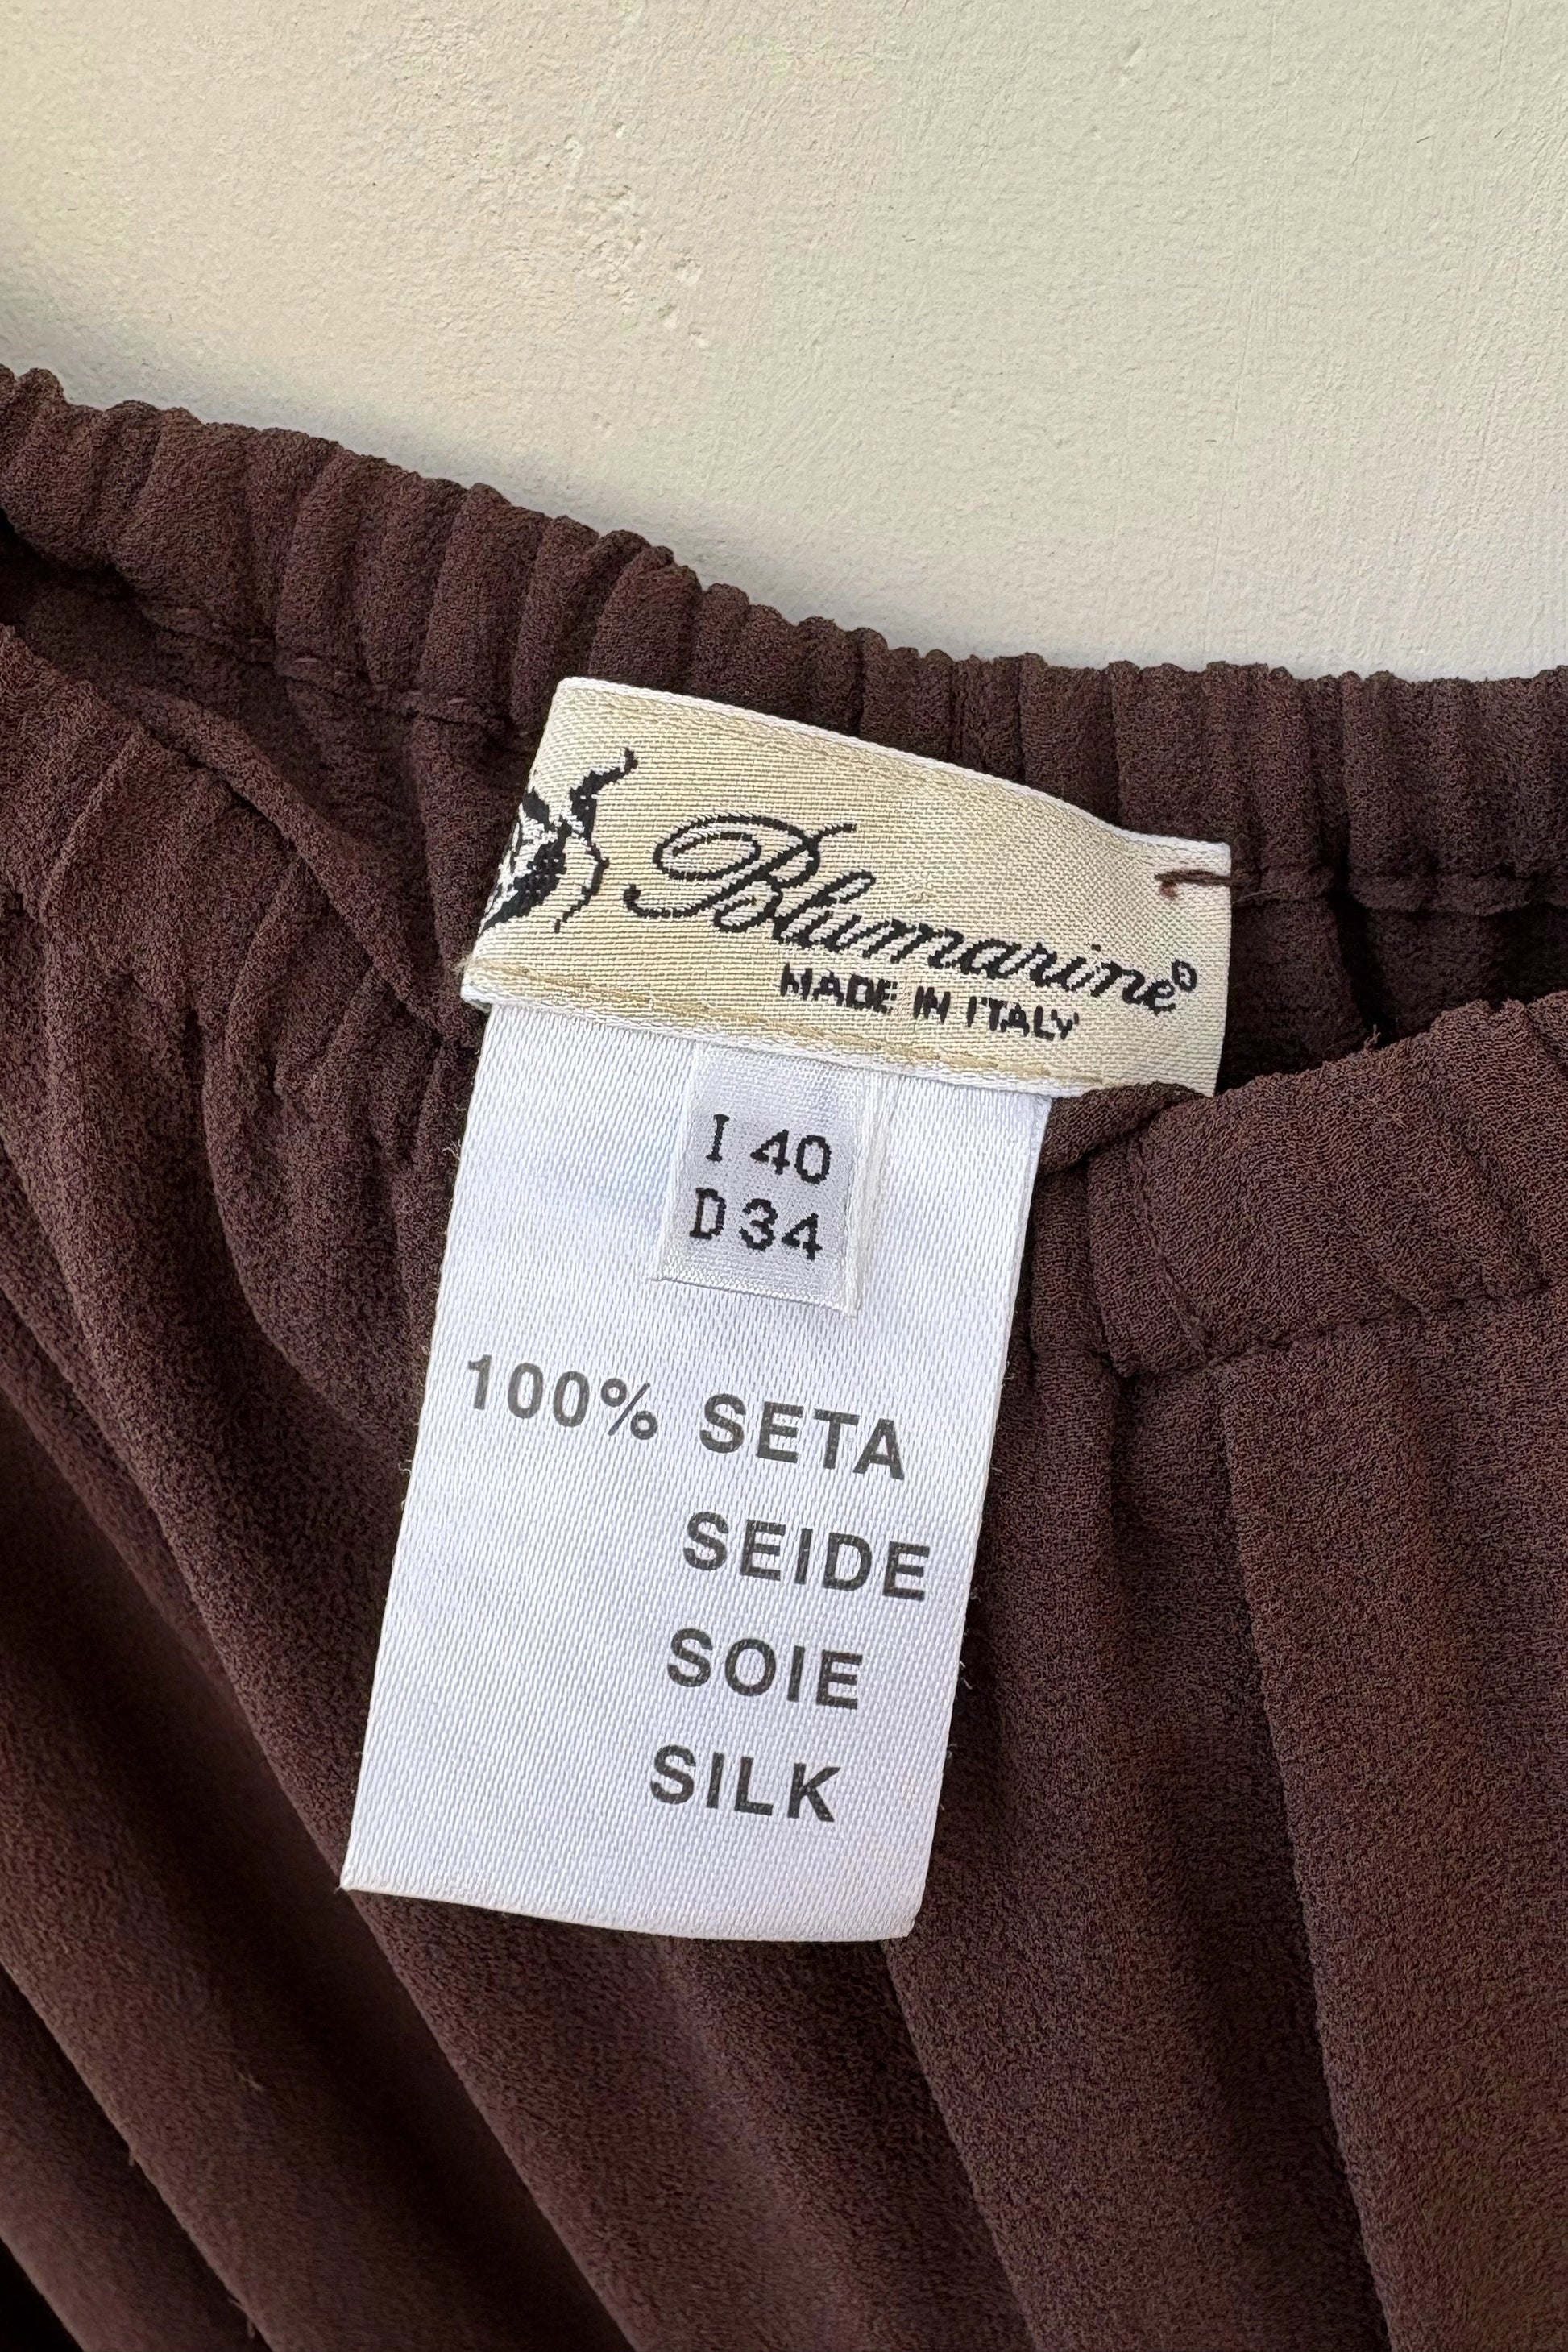 Blumarine®
MADE IN ITALY
I 40
D 34
100% SETA
SEIDE
SOIE
SILK